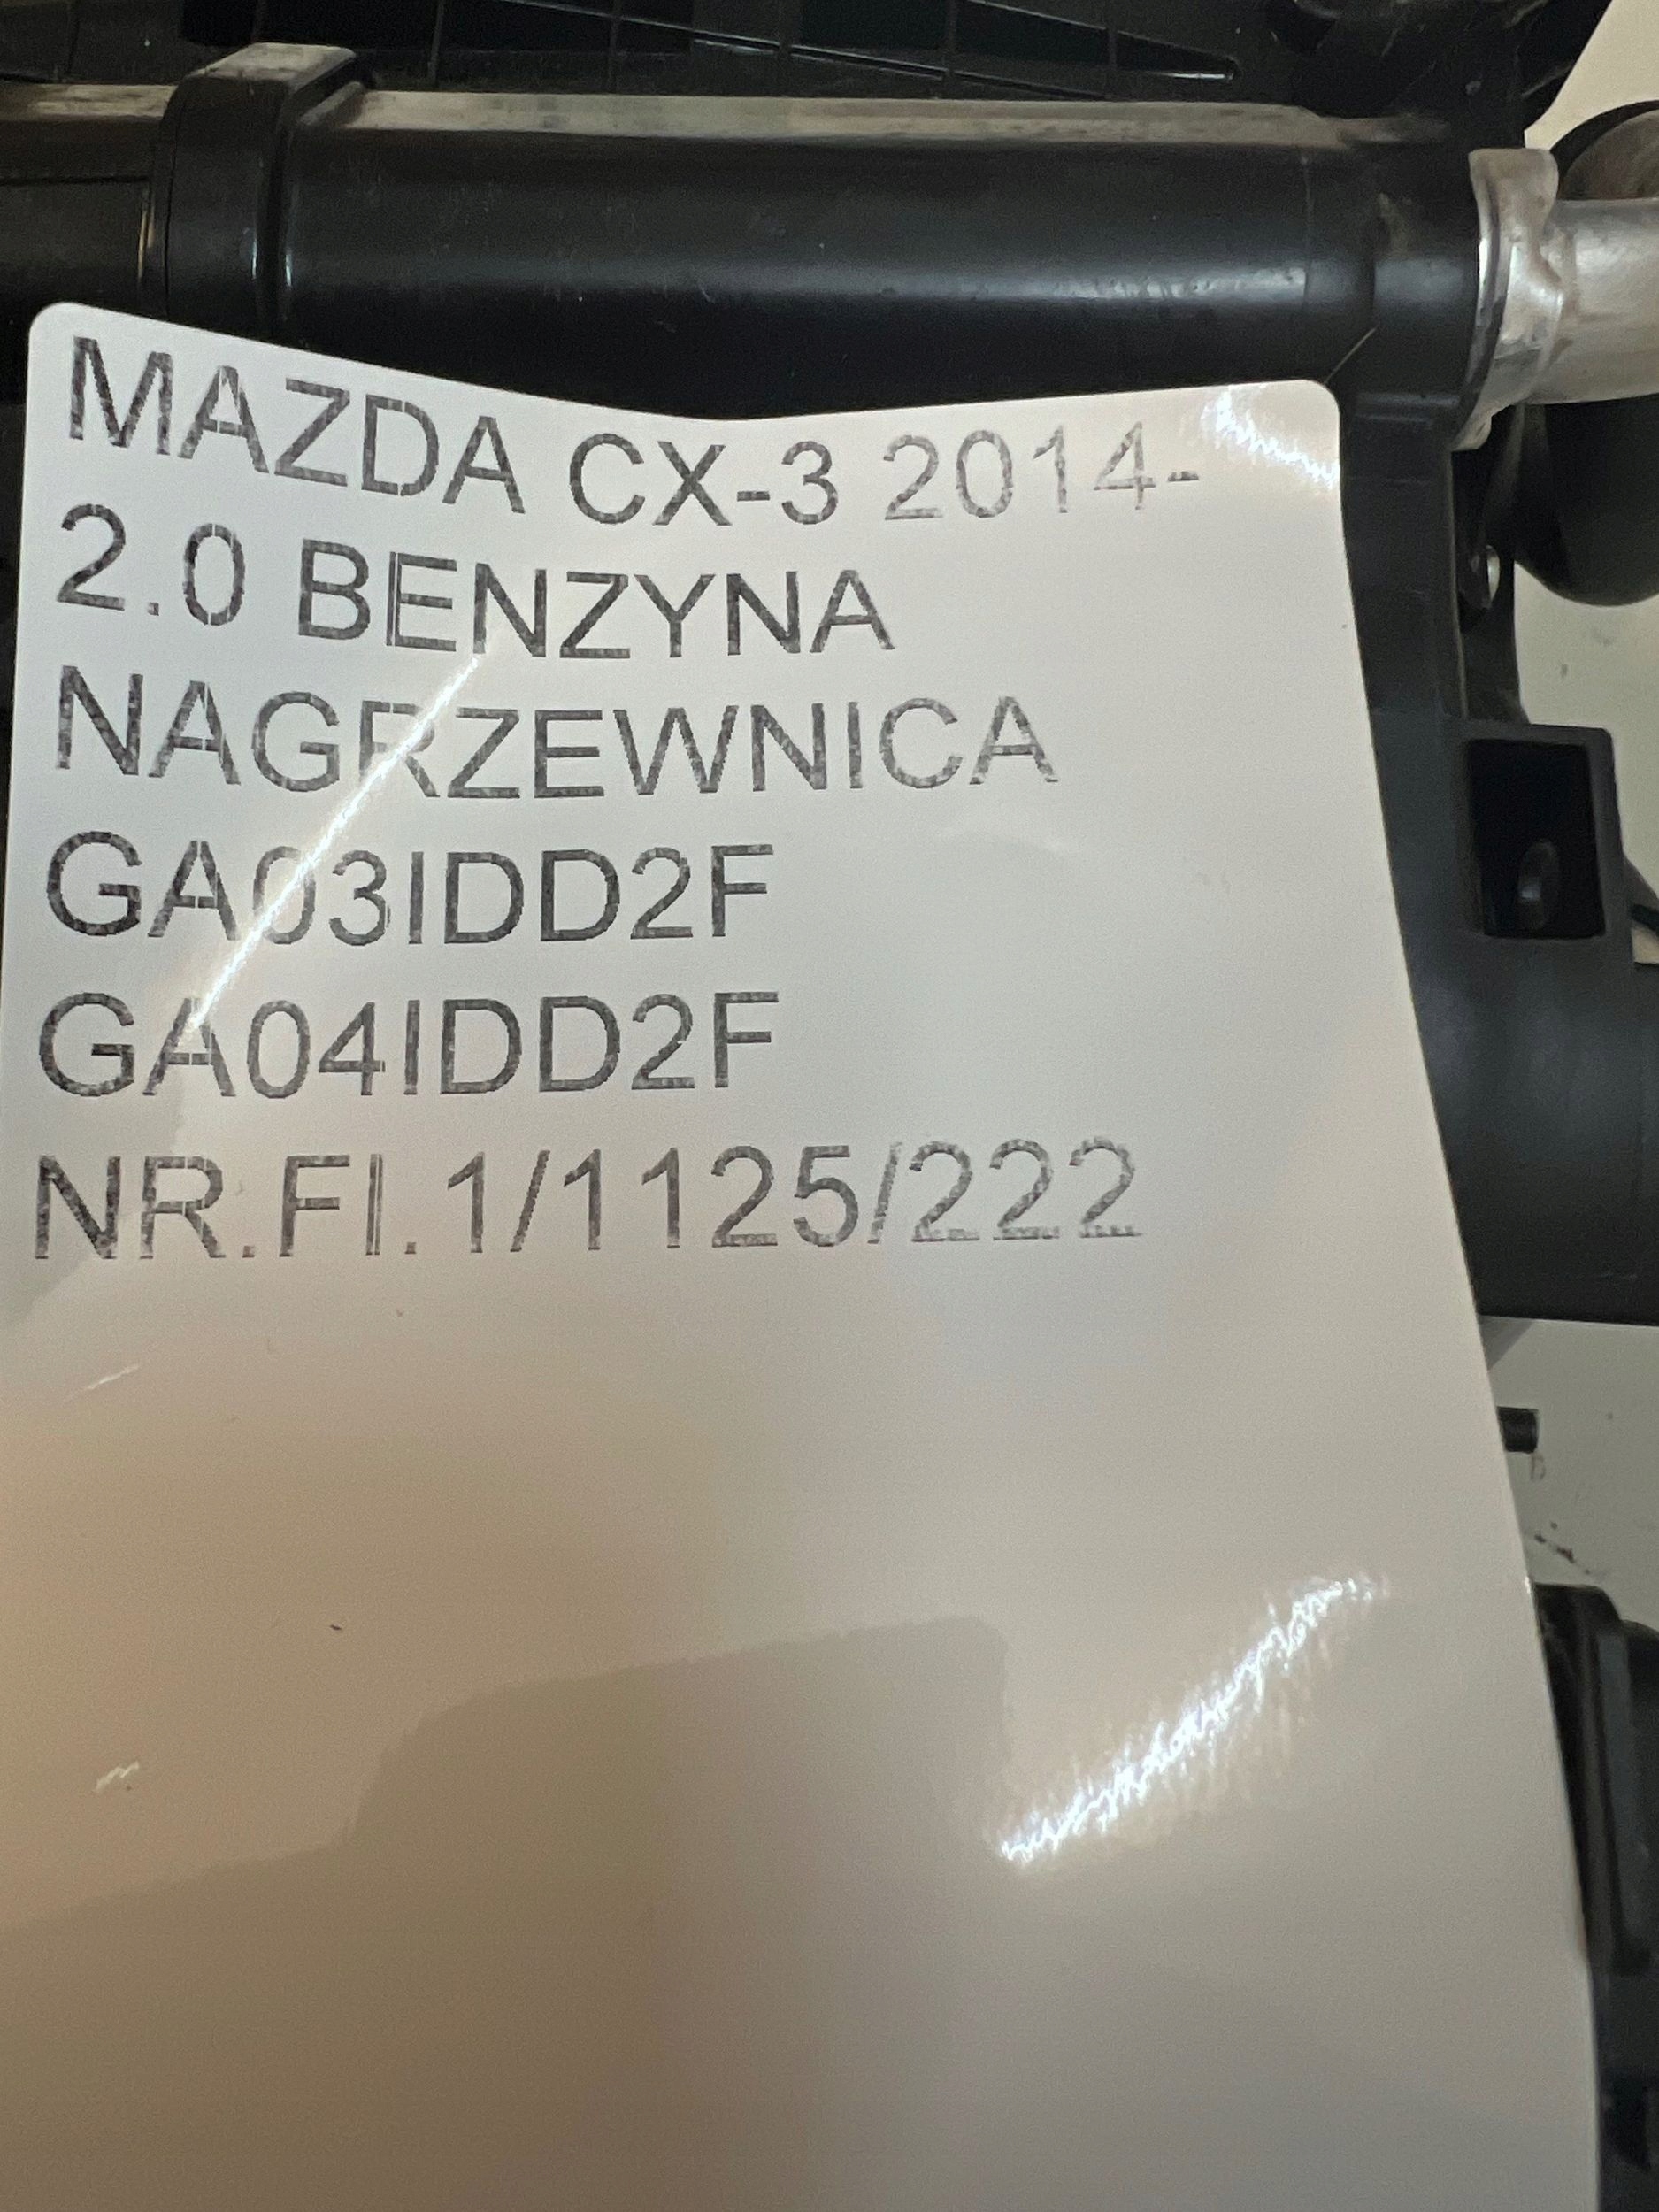 MAZDA CX-3 2014-
2.0 BENZYNA
NAGRZEWNICA
GA03IDD2F
GA04IDD2F
NR.FI.1/1125/222